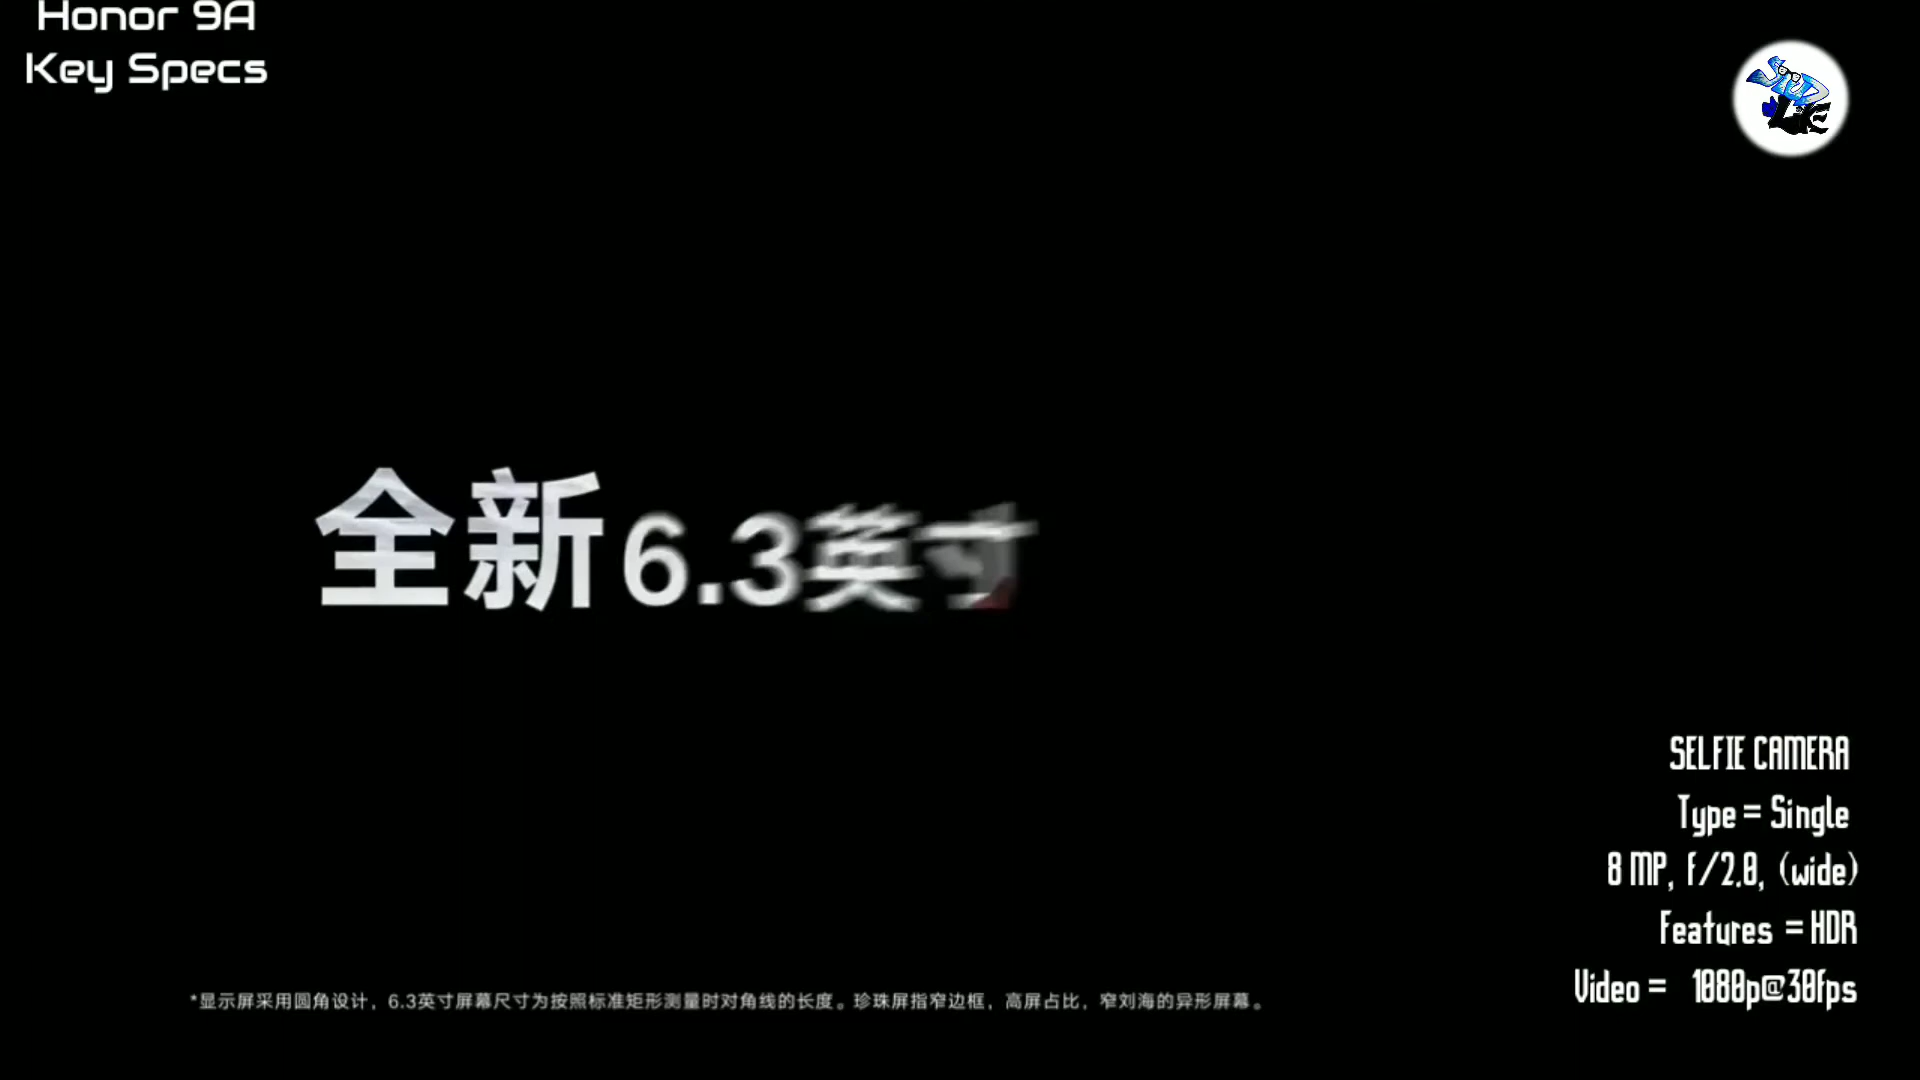 Honor 9A
Key Specs
全新6.3英寸
SELFIE CAMERA
Type = Single
8 MP, f/2.0, (wide)
Features = HDR
Video = 1080p@30fps
*显示屏采用圆角设计，6.3英寸屏幕尺寸为按照标准矩形测量时对角线的长度。珍珠屏指窄边框，高屏占比，窄刘海的异形屏幕。